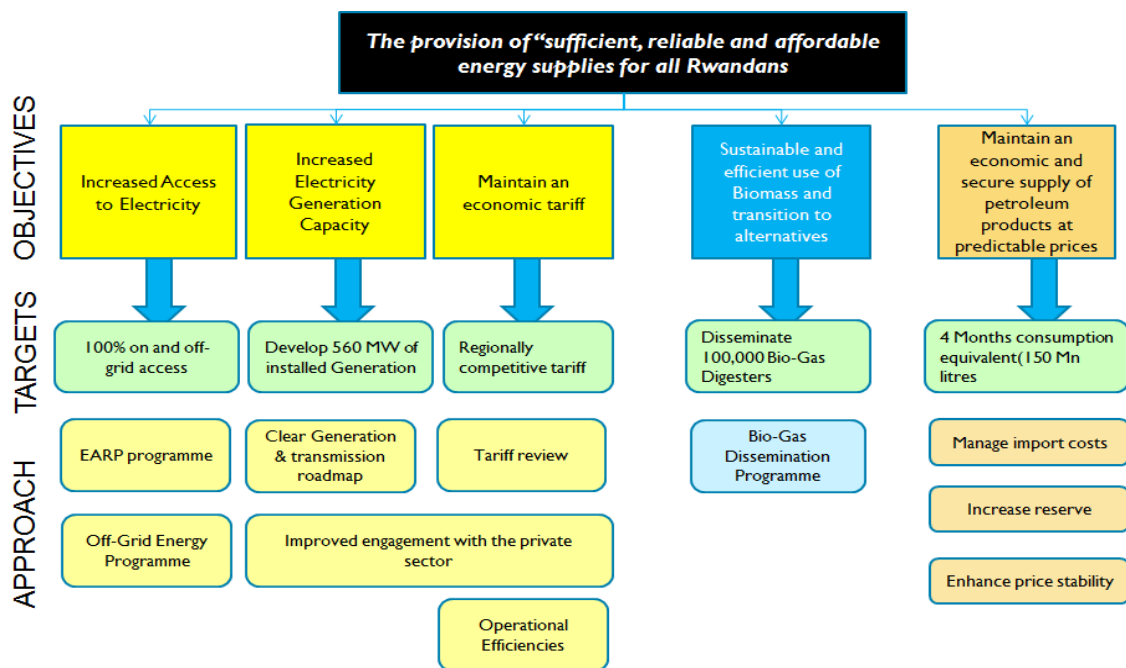 The provision of “sufficient, reliable and affordable
energy supplies for all Rwandans
OBJECTIVES
Increased Access
to Electricity
Increased
Electricity
Generation
Capacity
Maintain an
economic tariff
Sustainable and
efficient use of
Biomass and
transition to
alternatives
Maintain an
economic and
secure supply of
petroleum
products at
predictable prices
TARGETS
100% on and off-
grid access
Develop 560 MW of
installed Generation
Regionally
competitive tariff
Disseminate
100,000 Bio-Gas
Digesters
4 Months consumption
equivalent(150 Mn
litres
APPROACH
EARP programme
Clear Generation
& transmission
roadmap
Tariff review
Bio-Gas
Dissemination
Programme
Manage import costs
Off-Grid Energy
Programme
Improved engagement with the private
sector
Increase reserve
Operational
Efficiencies
Enhance price stability